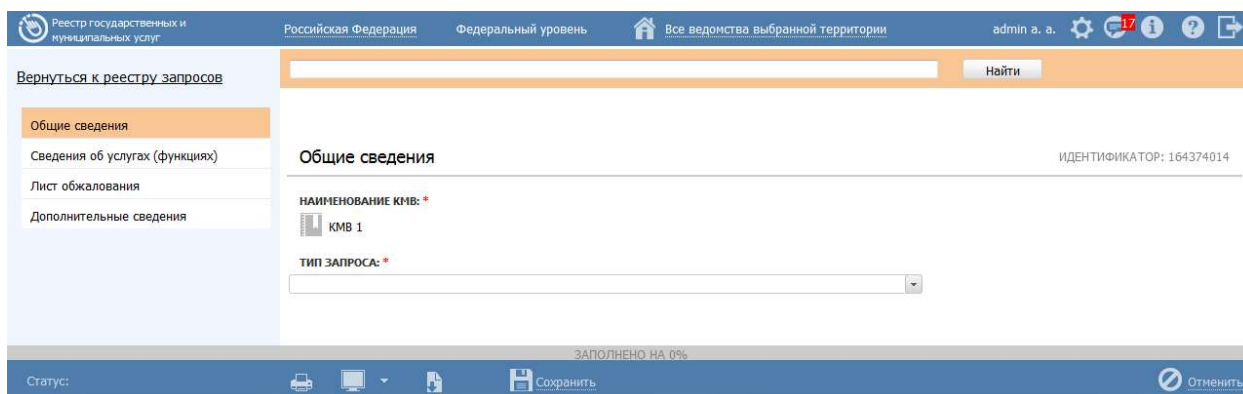 Реестр государственных и
муниципальных услуг
Российская Федерация
Федеральный уровень
Все ведомства выбранной территории
admin a. a.
17
Вернуться к реестру запросов
Найти
Общие сведения
Сведения об услугах (функциях)
Лист обжалования
Дополнительные сведения
Общие сведения
ИДЕНТИФИКАТОР: 164374014
НАИМЕНОВАНИЕ КМВ: *
КМВ 1
ТИП ЗАПРОСА: *
ЗАПОЛНЕНО НА 0%
Статус:
Сохранить
Отменить